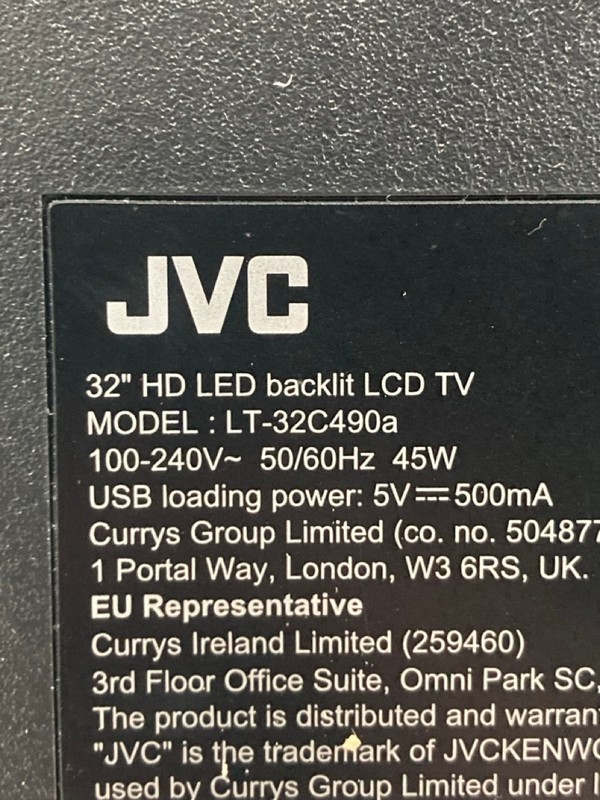 JVC
32" HD LED backlit LCD TV
MODEL : LT-32C490a
100-240V~ 50/60Hz 45W
USB loading power: 5V⎓500mA
Currys Group Limited (co. no. 504877
1 Portal Way, London, W3 6RS, UK.
EU Representative
Currys Ireland Limited (259460)
3rd Floor Office Suite, Omni Park SC,
The product is distributed and warran
"JVC" is the trademark of JVCKENWO
used by Currys Group Limited under l